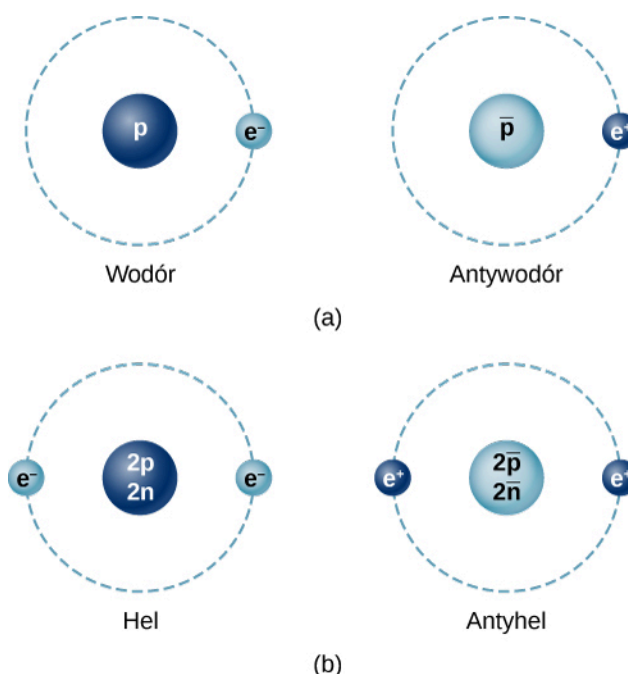 p e⁻ p̅ e⁺
Wodór Antywodór
(a)
e⁻ 2p e⁻ e⁺ 2p̅ e⁺
2n 2n̅
Hel Antyhel
(b)